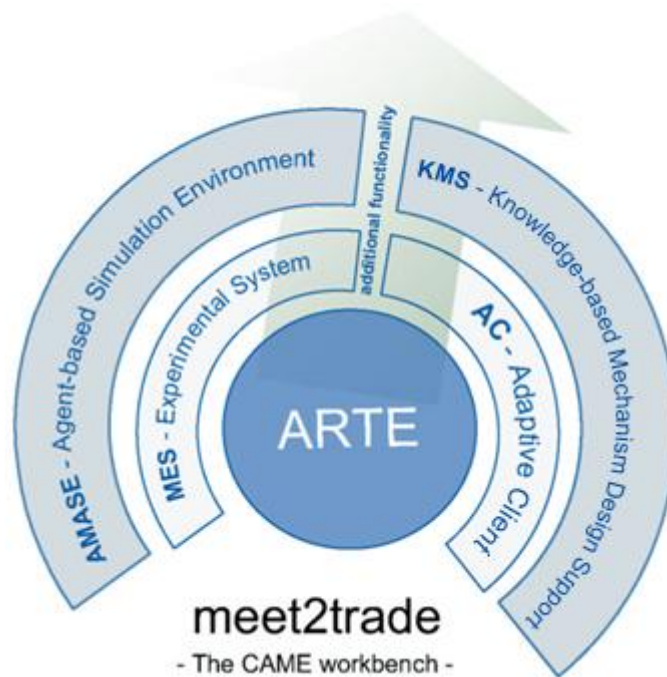 AMASE - Agent-based Simulation Environment
MES - Experimental System
additional functionality
KMS - Knowledge-based Mechanism Design Support
AC - Adaptive Client
ARTE
meet2trade
- The CAME workbench -